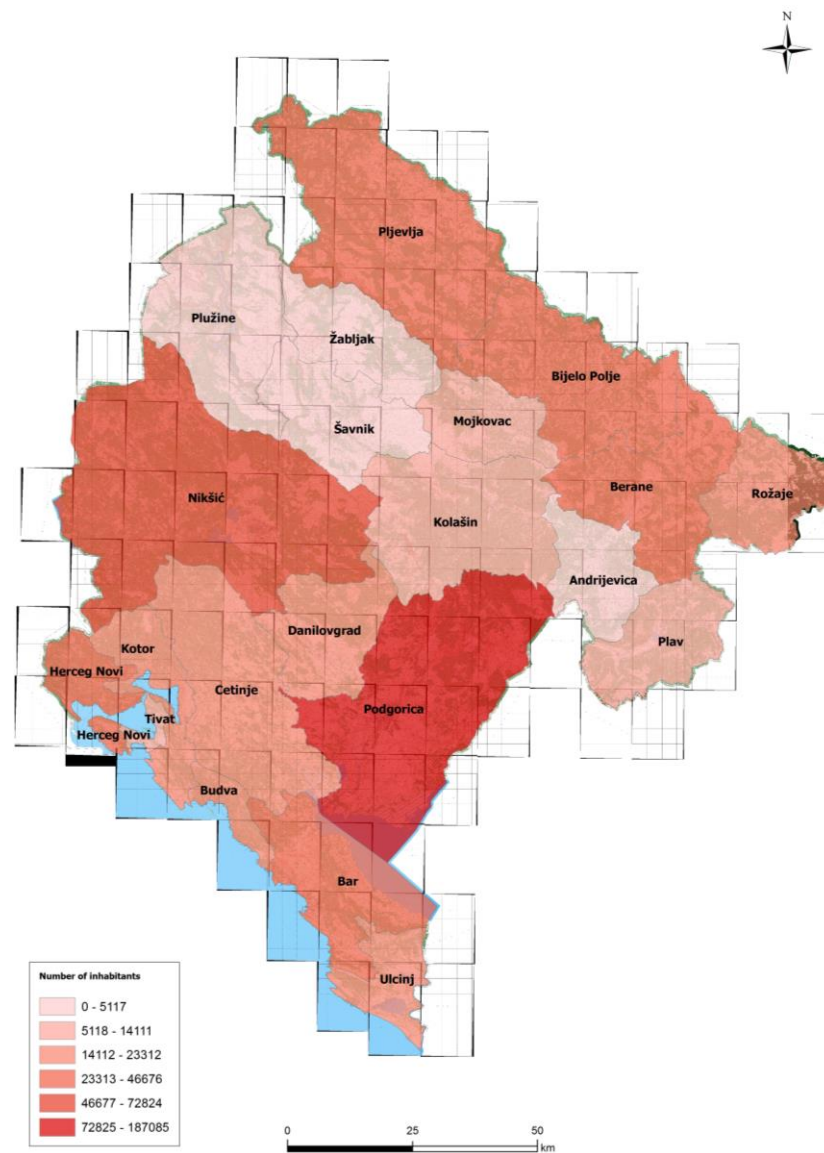 N
Pljevlja
Plužine
Žabljak
Bijelo Polje
Mojkovac
Šavnik
Berane
Rožaje
Nikšić
Kolašin
Andrijevica
Danilovgrad
Plav
Kotor
Herceg Novi
Cetinje
Podgorica
Tivat
Herceg Novi
Budva
Bar
Ulcinj
Number of inhabitants
0 - 5117
5118 - 14111
14112 - 23312
23313 - 46676
46677 - 72824
72825 - 187085
0 25 50
km